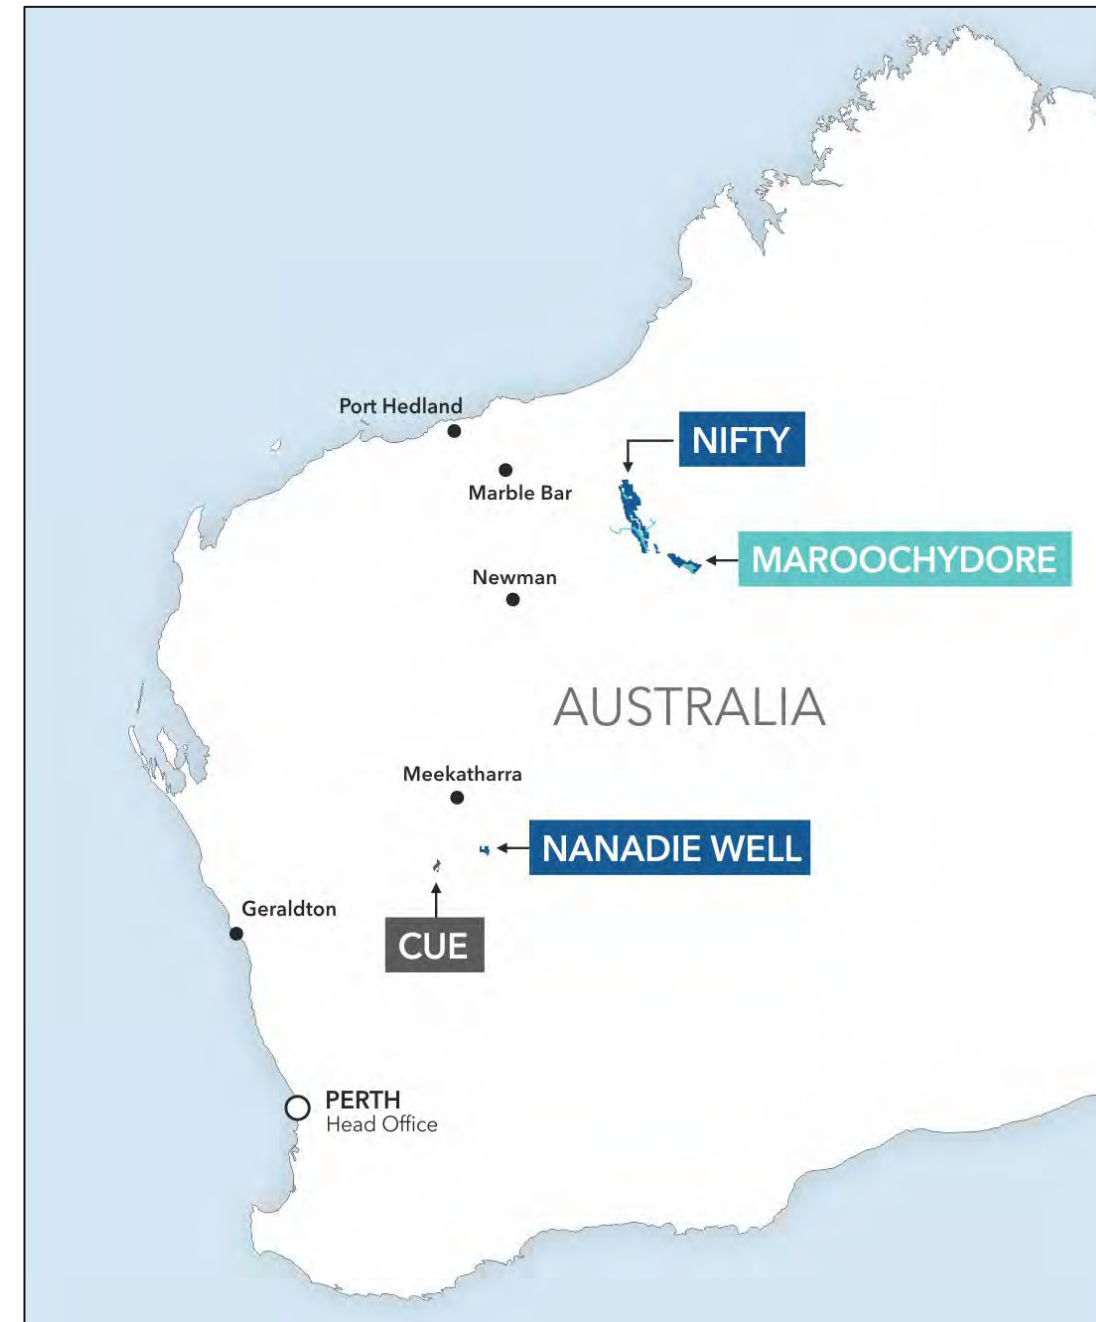 Port Hedland
NIFTY
Marble Bar
MAROOCHYDORE
Newman
AUSTRALIA
Meekatharra
NANADIE WELL
Geraldton
CUE
PERTH
Head Office